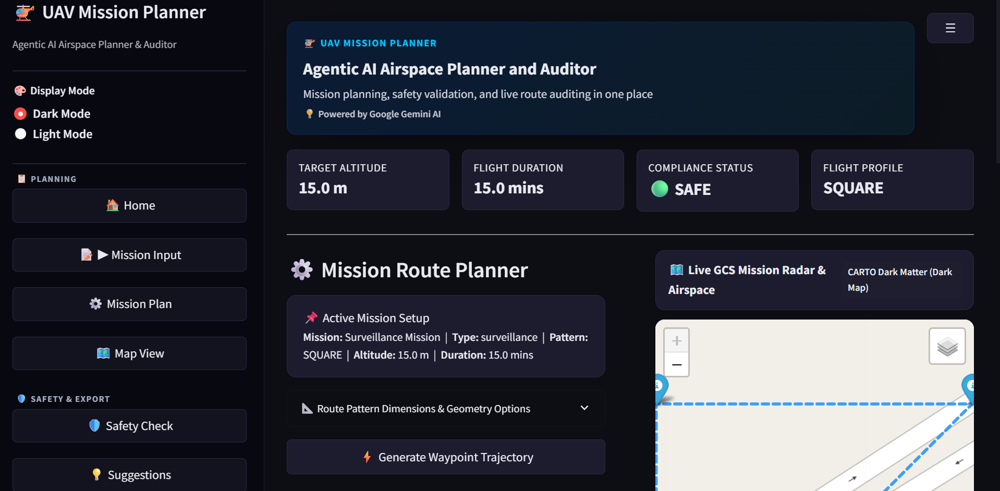 UAV Mission Planner
Agentic AI Airspace Planner & Auditor
Display Mode
Dark Mode
Light Mode
PLANNING
Home
Mission Input
Mission Plan
Map View
SAFETY & EXPORT
Safety Check
Suggestions
UAV MISSION PLANNER
Agentic AI Airspace Planner and Auditor
Mission planning, safety validation, and live route auditing in one place
Powered by Google Gemini AI
TARGET ALTITUDE
15.0 m
FLIGHT DURATION
15.0 mins
COMPLIANCE STATUS
SAFE
FLIGHT PROFILE
SQUARE
Mission Route Planner
Active Mission Setup
Mission: Surveillance Mission | Type: surveillance | Pattern:
SQUARE | Altitude: 15.0 m | Duration: 15.0 mins
Route Pattern Dimensions & Geometry Options
Generate Waypoint Trajectory
Live GCS Mission Radar &
Airspace
CARTO Dark Matter (Dark
Map)
+
−